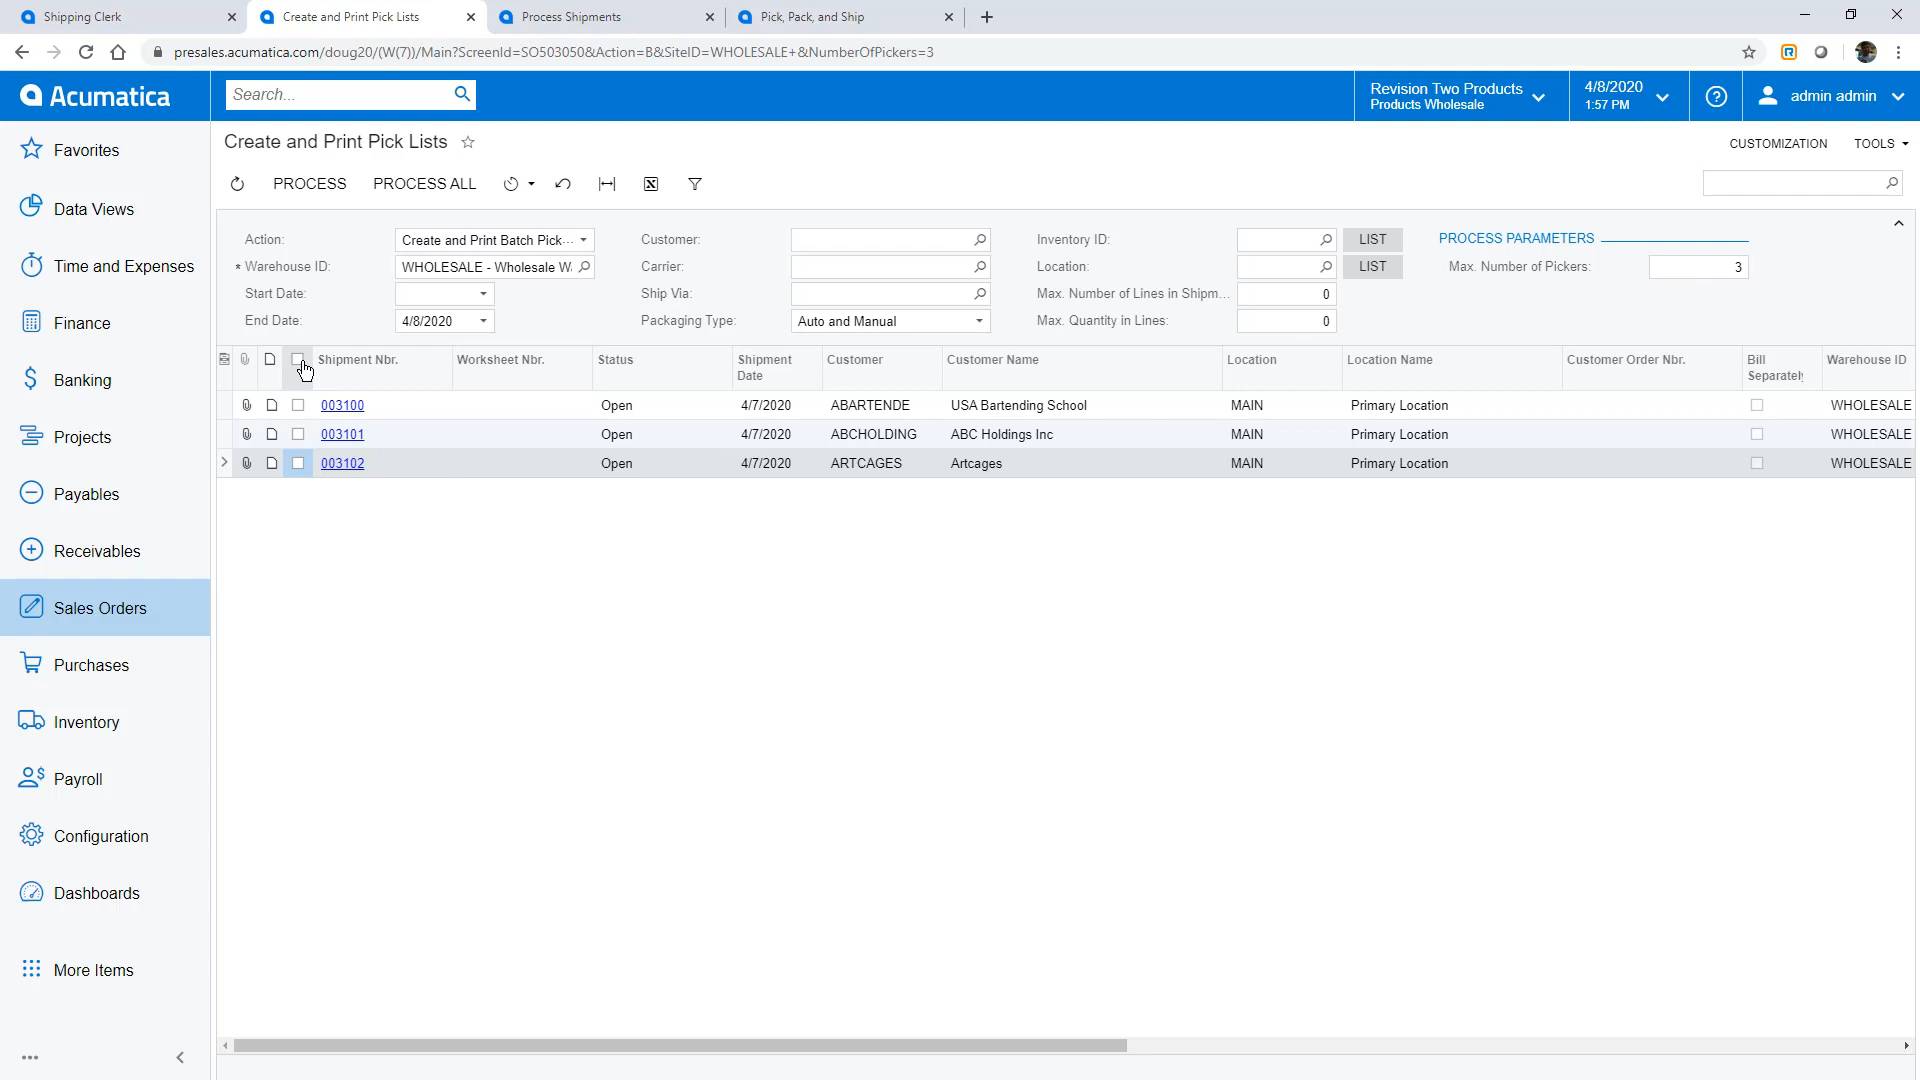 Shipping Clerk
Create and Print Pick Lists
Process Shipments
Pick, Pack, and Ship
presales.acumatica.com/doug20/(W(7))/Main?ScreenId=SO503050&Action=B&SiteID=WHOLESALE+&NumberOfPickers=3
Acumatica
Search...
Revision Two Products
Products Wholesale
4/8/2020
1:57 PM
admin admin
Favorites
Data Views
Time and Expenses
Finance
Banking
Projects
Payables
Receivables
Sales Orders
Purchases
Inventory
Payroll
Configuration
Dashboards
More Items
Create and Print Pick Lists
CUSTOMIZATION TOOLS
PROCESS PROCESS ALL
Action: Create and Print Batch Pick...
* Warehouse ID: WHOLESALE - Wholesale W
Start Date:
End Date: 4/8/2020
Customer:
Carrier:
Ship Via:
Packaging Type: Auto and Manual
Inventory ID: LIST
Location: LIST
Max. Number of Lines in Shipm... 0
Max. Quantity in Lines: 0
PROCESS PARAMETERS
Max. Number of Pickers: 3
Shipment Nbr. Worksheet Nbr. Status Shipment Date Customer Customer Name Location Location Name Customer Order Nbr. Bill Separately Warehouse ID
003100 Open 4/7/2020 ABARTENDE USA Bartending School MAIN Primary Location WHOLESALE
003101 Open 4/7/2020 ABCHOLDING ABC Holdings Inc MAIN Primary Location WHOLESALE
003102 Open 4/7/2020 ARTCAGES Artcages MAIN Primary Location WHOLESALE